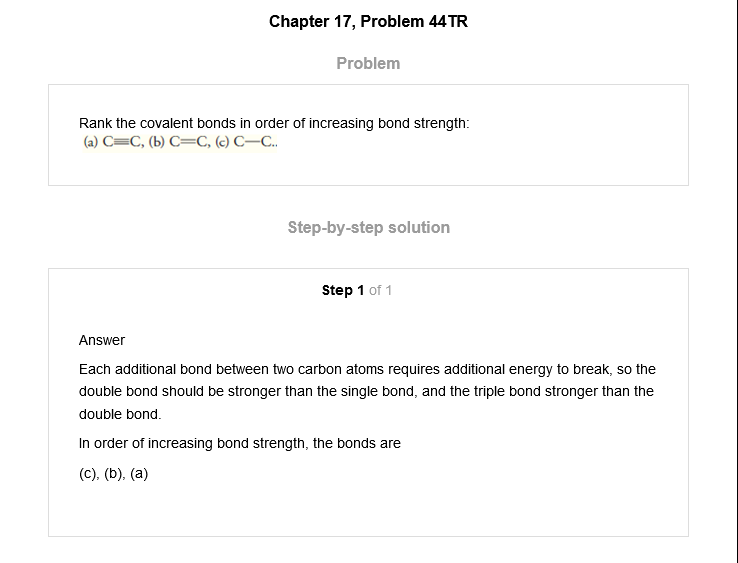 Chapter 17, Problem 44TR
Problem
Rank the covalent bonds in order of increasing bond strength:
(a) C≡C, (b) C=C, (c) C—C..
Step-by-step solution
Step 1 of 1
Answer
Each additional bond between two carbon atoms requires additional energy to break, so the
double bond should be stronger than the single bond, and the triple bond stronger than the
double bond.
In order of increasing bond strength, the bonds are
(c), (b), (a)